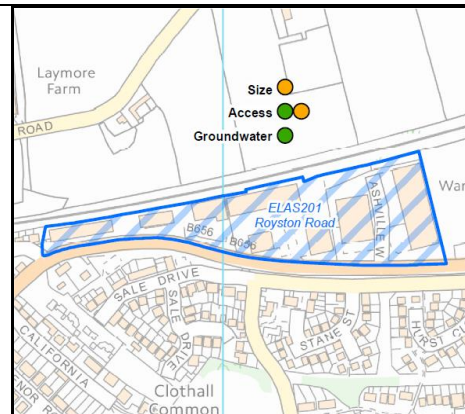 Laymore
Farm
ROAD
Size
Access
Groundwater
ELAS201
Royston Road
ASHVILLE W
B656
B656
SALE DRIVE
SALE DRIVE
STANE ST
CALIFORNIA
Clothall
Common